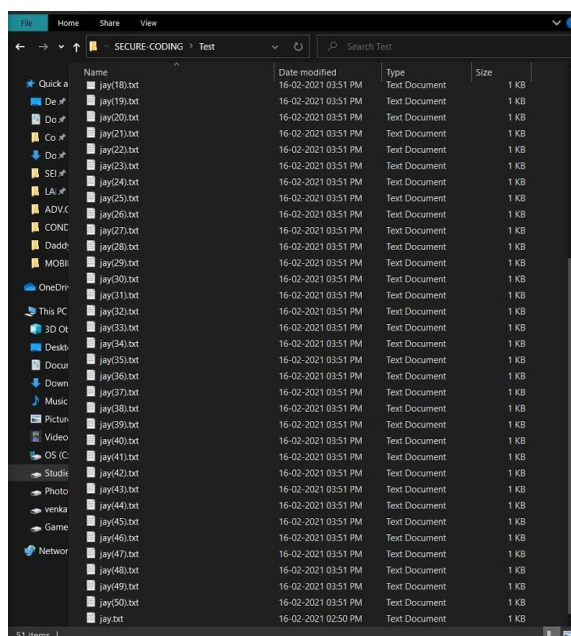 File Home Share View
SECURE-CODING > Test Search Test
Name Date modified Type Size
Quick a
jay(18).txt 16-02-2021 03:51 PM Text Document 1 KB
De jay(19).txt 16-02-2021 03:51 PM Text Document 1 KB
Do jay(20).txt 16-02-2021 03:51 PM Text Document 1 KB
jay(21).txt 16-02-2021 03:51 PM Text Document 1 KB
Co jay(22).txt 16-02-2021 03:51 PM Text Document 1 KB
Do jay(23).txt 16-02-2021 03:51 PM Text Document 1 KB
SEI jay(24).txt 16-02-2021 03:51 PM Text Document 1 KB
LAI jay(25).txt 16-02-2021 03:51 PM Text Document 1 KB
ADV.C jay(26).txt 16-02-2021 03:51 PM Text Document 1 KB
COND jay(27).txt 16-02-2021 03:51 PM Text Document 1 KB
Daddy jay(28).txt 16-02-2021 03:51 PM Text Document 1 KB
MOBII jay(29).txt 16-02-2021 03:51 PM Text Document 1 KB
jay(30).txt 16-02-2021 03:51 PM Text Document 1 KB
OneDriv jay(31).txt 16-02-2021 03:51 PM Text Document 1 KB
This PC jay(32).txt 16-02-2021 03:51 PM Text Document 1 KB
3D Ob jay(33).txt 16-02-2021 03:51 PM Text Document 1 KB
Deskto jay(34).txt 16-02-2021 03:51 PM Text Document 1 KB
Docur jay(35).txt 16-02-2021 03:51 PM Text Document 1 KB
Down jay(36).txt 16-02-2021 03:51 PM Text Document 1 KB
jay(37).txt 16-02-2021 03:51 PM Text Document 1 KB
Music jay(38).txt 16-02-2021 03:51 PM Text Document 1 KB
Picture jay(39).txt 16-02-2021 03:51 PM Text Document 1 KB
Video jay(40).txt 16-02-2021 03:51 PM Text Document 1 KB
OS (C: jay(41).txt 16-02-2021 03:51 PM Text Document 1 KB
Studie jay(42).txt 16-02-2021 03:51 PM Text Document 1 KB
Photo jay(43).txt 16-02-2021 03:51 PM Text Document 1 KB
venka jay(44).txt 16-02-2021 03:51 PM Text Document 1 KB
jay(45).txt 16-02-2021 03:51 PM Text Document 1 KB
Game jay(46).txt 16-02-2021 03:51 PM Text Document 1 KB
Networ jay(47).txt 16-02-2021 03:51 PM Text Document 1 KB
jay(48).txt 16-02-2021 03:51 PM Text Document 1 KB
jay(49).txt 16-02-2021 03:51 PM Text Document 1 KB
jay(50).txt 16-02-2021 03:51 PM Text Document 1 KB
jay.txt 16-02-2021 02:50 PM Text Document 1 KB
51 items